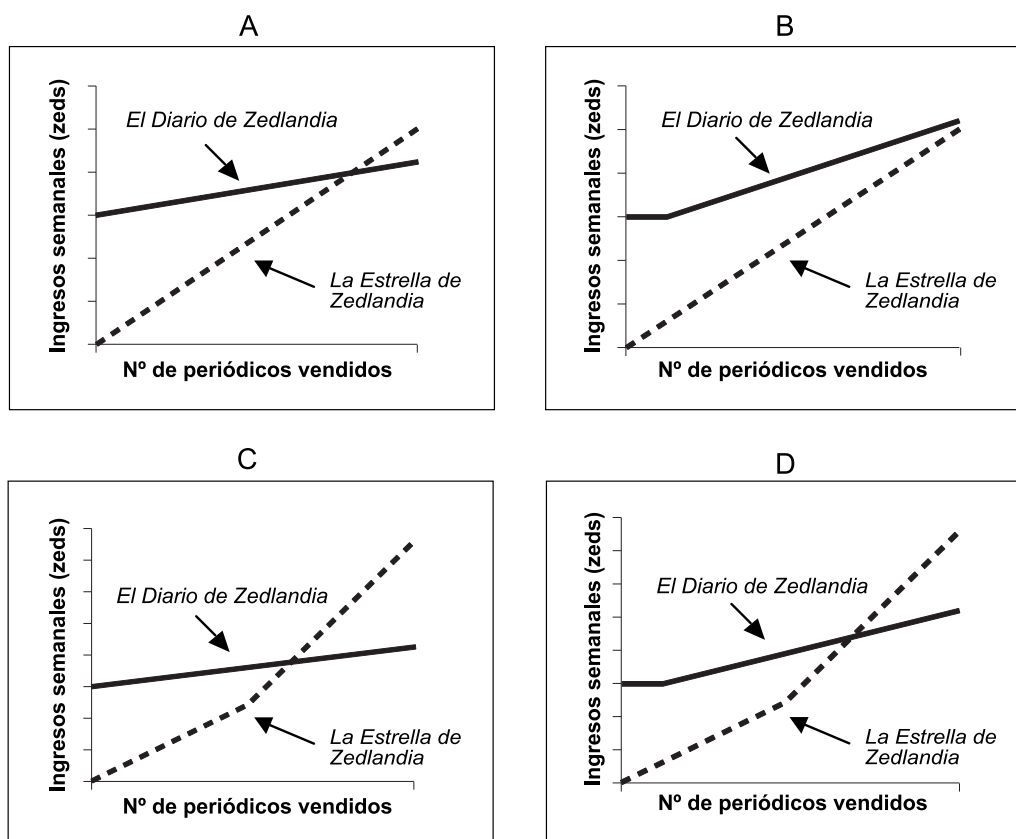 A
Ingresos semanales (zeds)
El Diario de Zedlandia
La Estrella de
Zedlandia
Nº de periódicos vendidos
B
Ingresos semanales (zeds)
El Diario de Zedlandia
La Estrella de
Zedlandia
Nº de periódicos vendidos
C
Ingresos semanales (zeds)
El Diario de Zedlandia
La Estrella de
Zedlandia
Nº de periódicos vendidos
D
Ingresos semanales (zeds)
El Diario de Zedlandia
La Estrella de
Zedlandia
Nº de periódicos vendidos